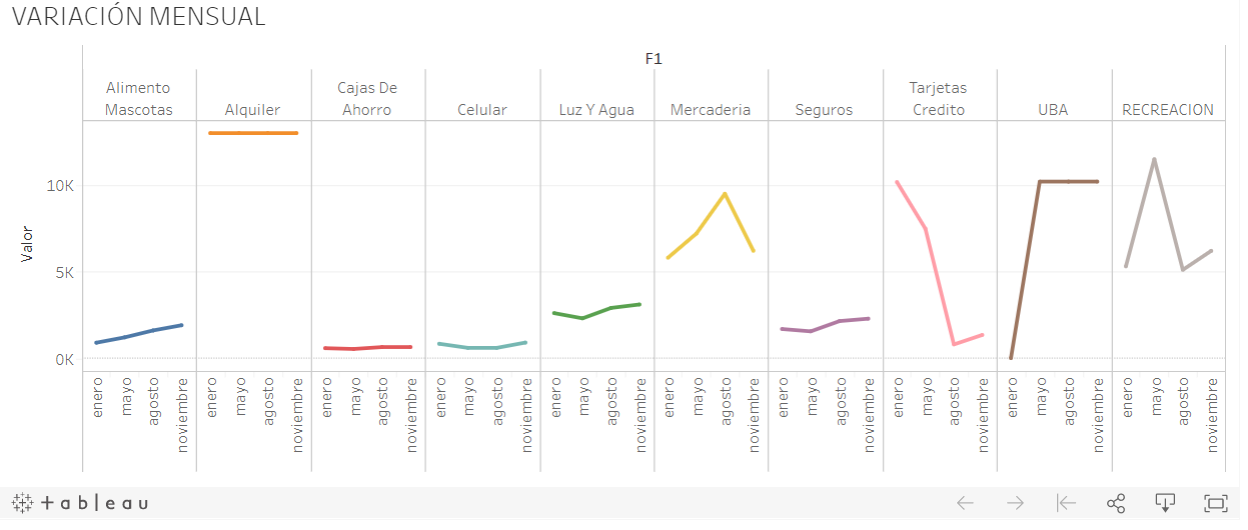 VARIACIÓN MENSUAL
F1
Alimento
Mascotas
Alquiler
Cajas De
Ahorro
Celular
Luz Y Agua
Mercaderia
Seguros
Tarjetas
Credito
UBA
RECREACION
Valor
10K
5K
0K
enero
mayo
agosto
noviembre
enero
mayo
agosto
noviembre
enero
mayo
agosto
noviembre
enero
mayo
agosto
noviembre
enero
mayo
agosto
noviembre
enero
mayo
agosto
noviembre
enero
mayo
agosto
noviembre
enero
mayo
agosto
noviembre
enero
mayo
agosto
noviembre
enero
mayo
agosto
noviembre
+ableau